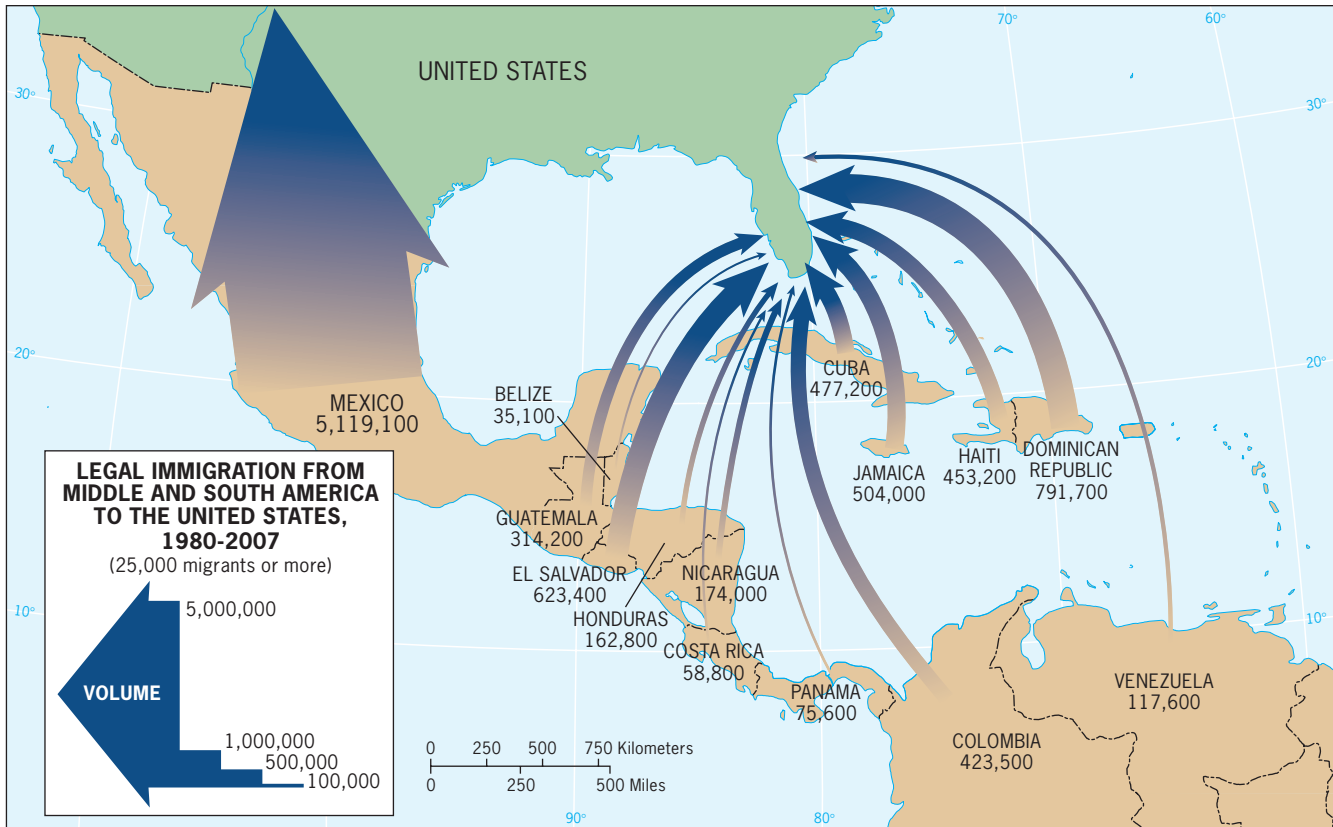 70°
60°
UNITED STATES
30°
30°
20°
20°
CUBA
477,200
BELIZE
35,100
MEXICO
5,119,100
JAMAICA
504,000
HAITI
453,200
DOMINICAN
REPUBLIC
791,700
LEGAL IMMIGRATION FROM
MIDDLE AND SOUTH AMERICA
TO THE UNITED STATES,
1980-2007
(25,000 migrants or more)
5,000,000
VOLUME
1,000,000
500,000
100,000
GUATEMALA
314,200
EL SALVADOR
623,400
HONDURAS
162,800
NICARAGUA
174,000
COSTA RICA
58,800
PANAMA
75,600
VENEZUELA
117,600
COLOMBIA
423,500
10°
10°
0 250 500 750 Kilometers
0 250 500 Miles
90°
80°